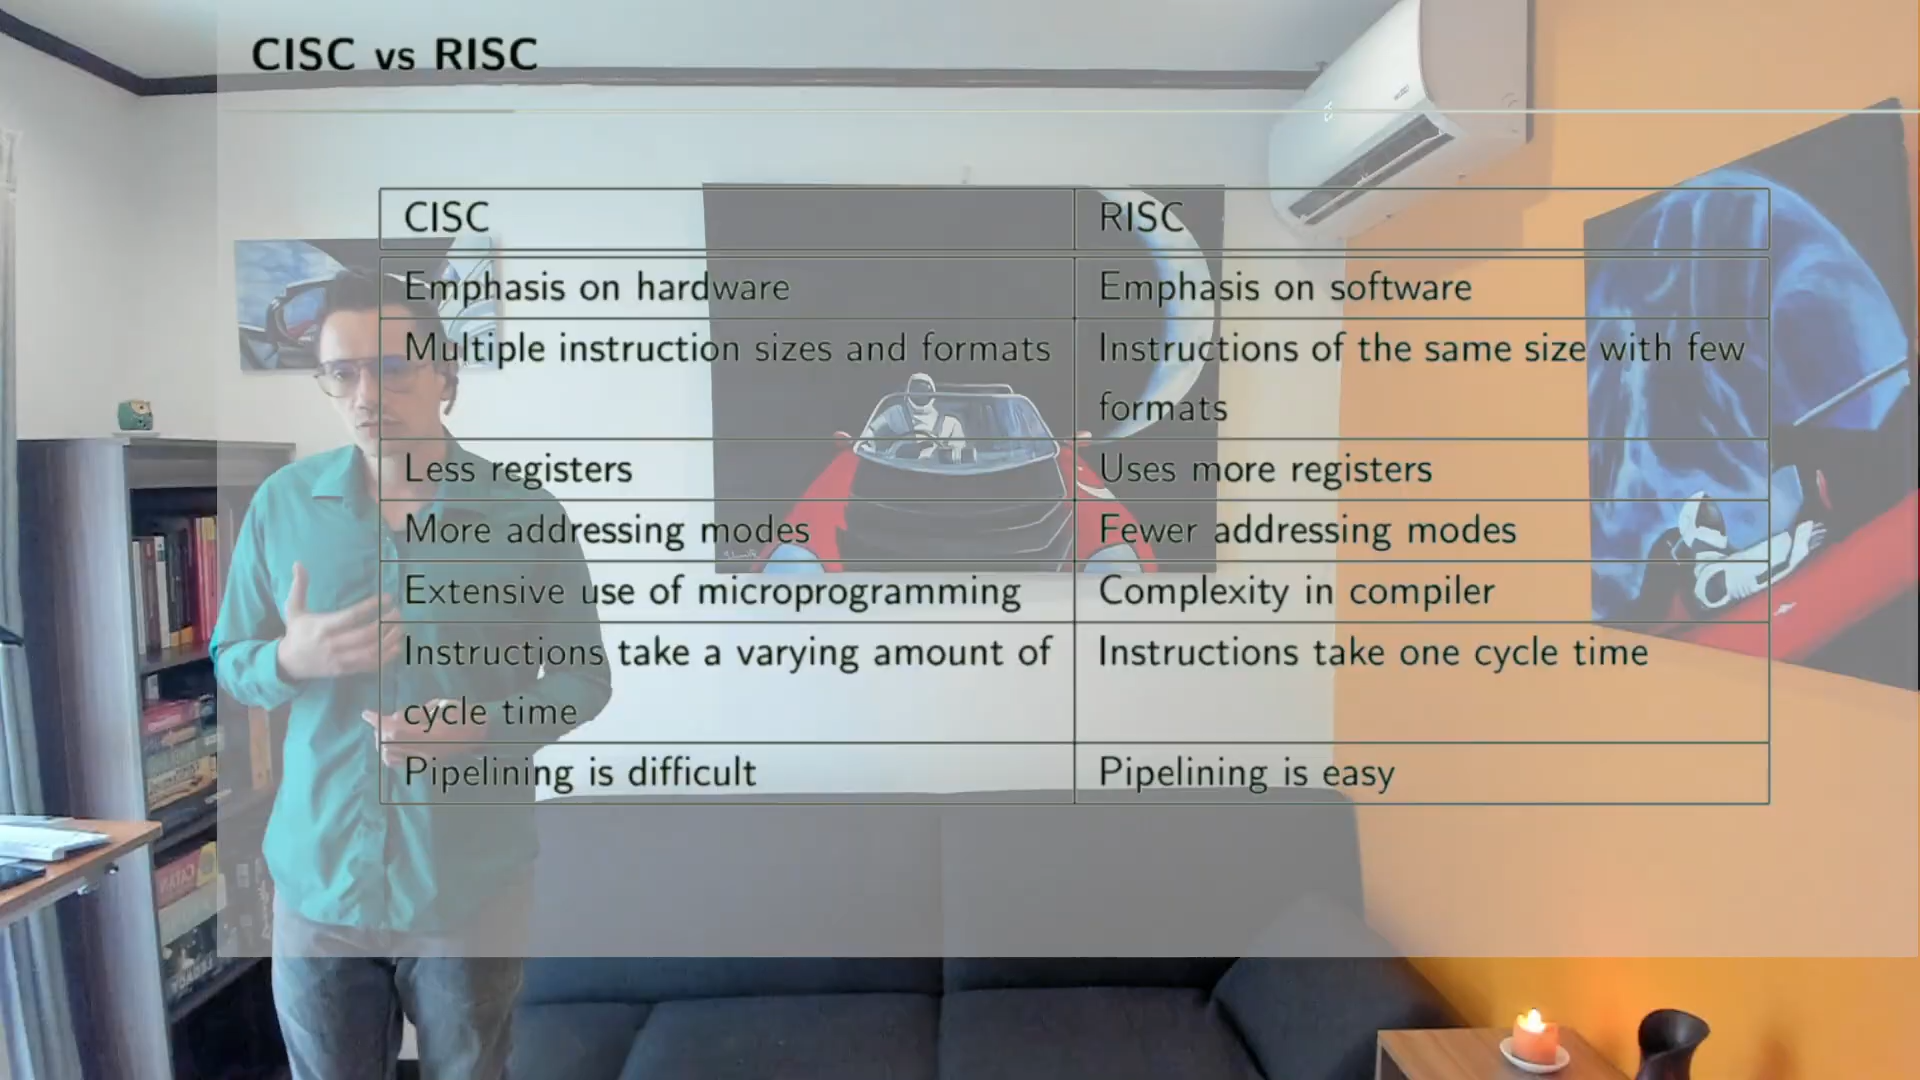 CISC vs RISC
CISC
RISC
Emphasis on hardware
Emphasis on software
Multiple instruction sizes and formats
Instructions of the same size with few
formats
Less registers
Uses more registers
More addressing modes
Fewer addressing modes
Extensive use of microprogramming
Complexity in compiler
Instructions take a varying amount of
cycle time
Instructions take one cycle time
Pipelining is difficult
Pipelining is easy
CATAN